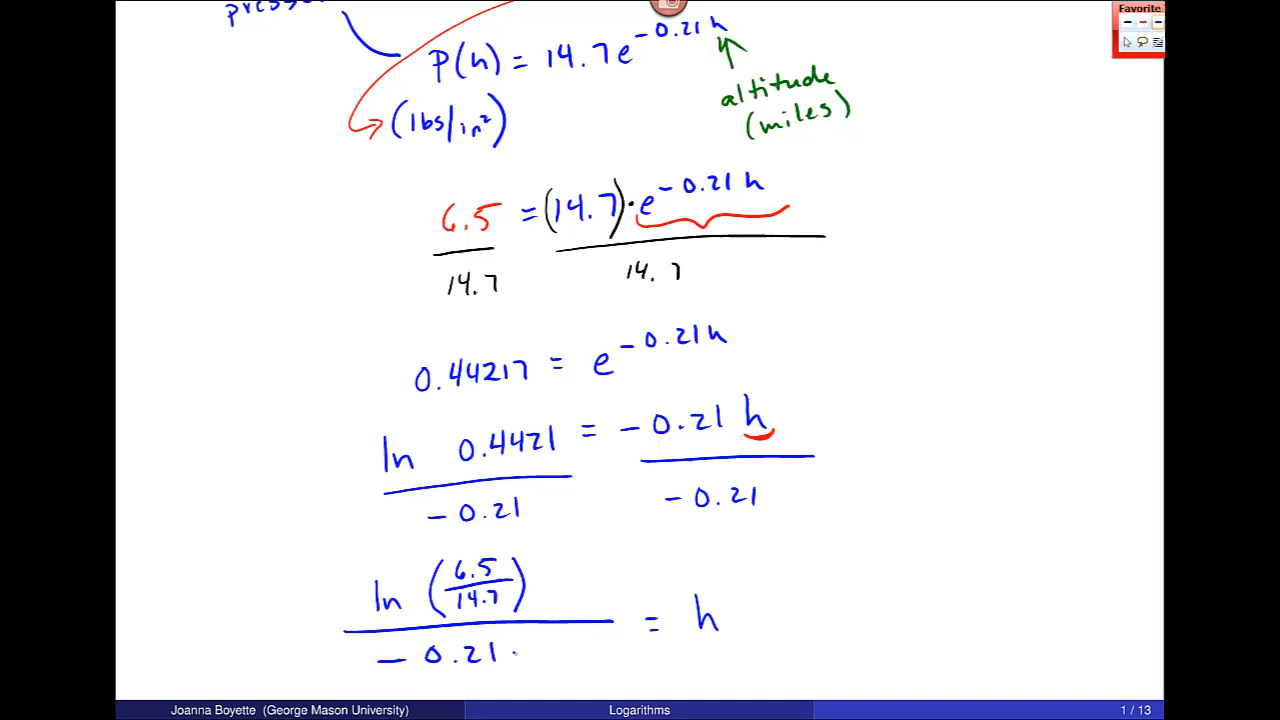 Favorite
P(h) = 14.7e^{-0.21h}
altitude
(miles)
(lbs/in²)
6.5 = (14.7)·e^{-0.21h}
14.7 14.7
0.44217 = e^{-0.21h}
ln 0.4421 = -0.21 h
-0.21 -0.21
ln (6.5/14.7) = h
-0.21
Joanna Boyette (George Mason University) Logarithms 1 / 13